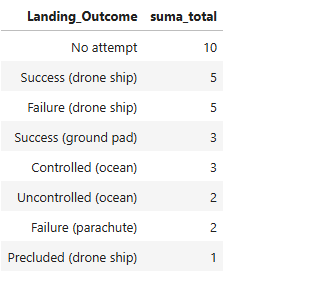 Landing_Outcome suma_total
No attempt 10
Success (drone ship) 5
Failure (drone ship) 5
Success (ground pad) 3
Controlled (ocean) 3
Uncontrolled (ocean) 2
Failure (parachute) 2
Precluded (drone ship) 1